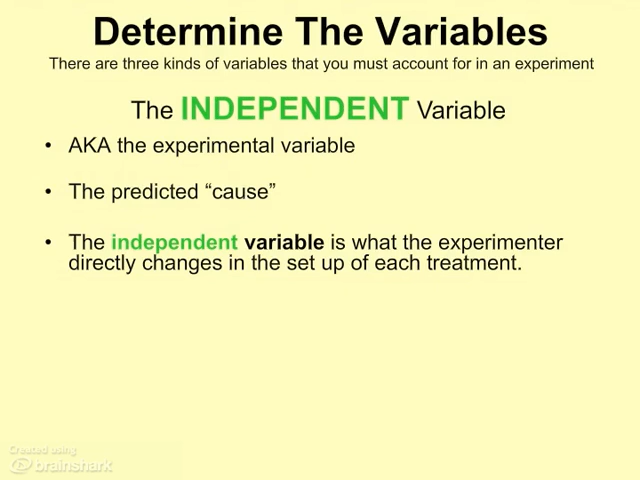 Determine The Variables
There are three kinds of variables that you must account for in an experiment
The INDEPENDENT Variable
• AKA the experimental variable
• The predicted “cause”
• The independent variable is what the experimenter
directly changes in the set up of each treatment.
Created using
brainshark